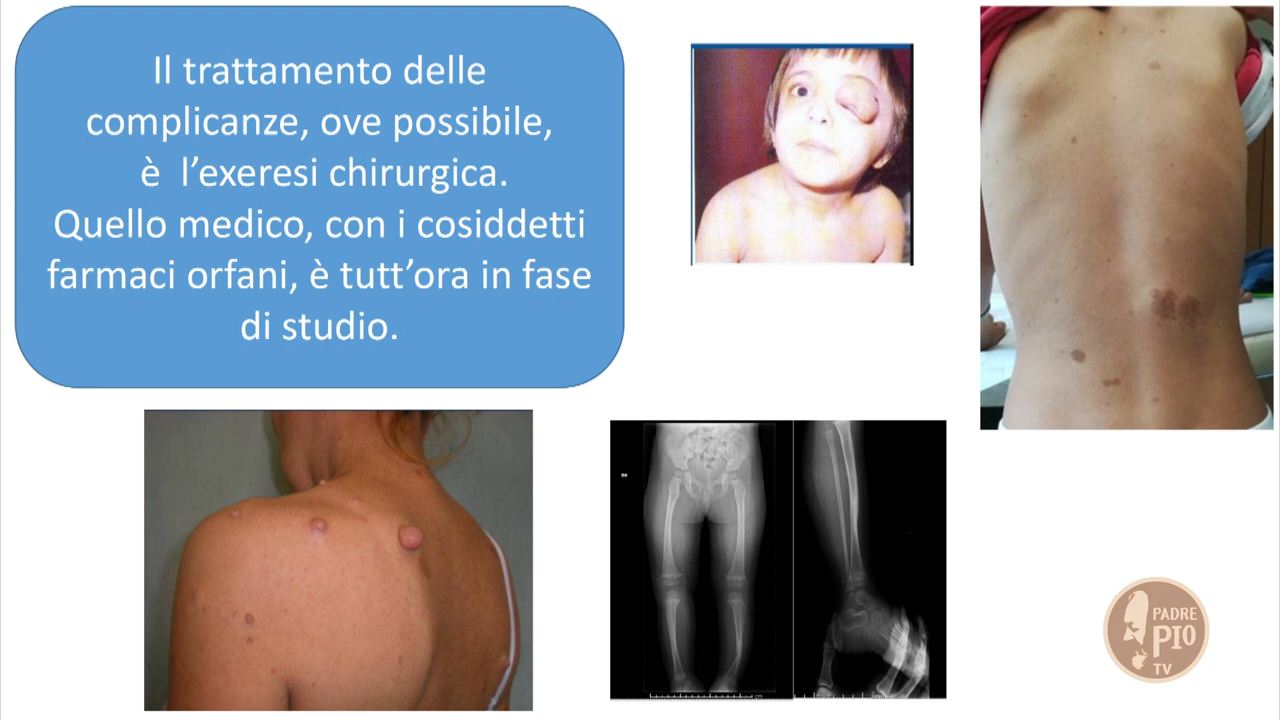 Il trattamento delle
complicanze, ove possibile,
è  l’exeresi chirurgica.
Quello medico, con i cosiddetti
farmaci orfani, è tutt’ora in fase
di studio.
PADRE
PIO
TV